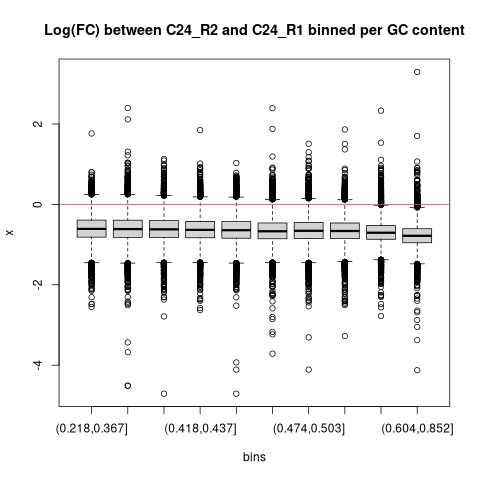 Log(FC) between C24_R2 and C24_R1 binned per GC content
2
0
-2
-4
x
(0.218,0.367]
(0.418,0.437]
(0.474,0.503]
(0.604,0.852]
bins